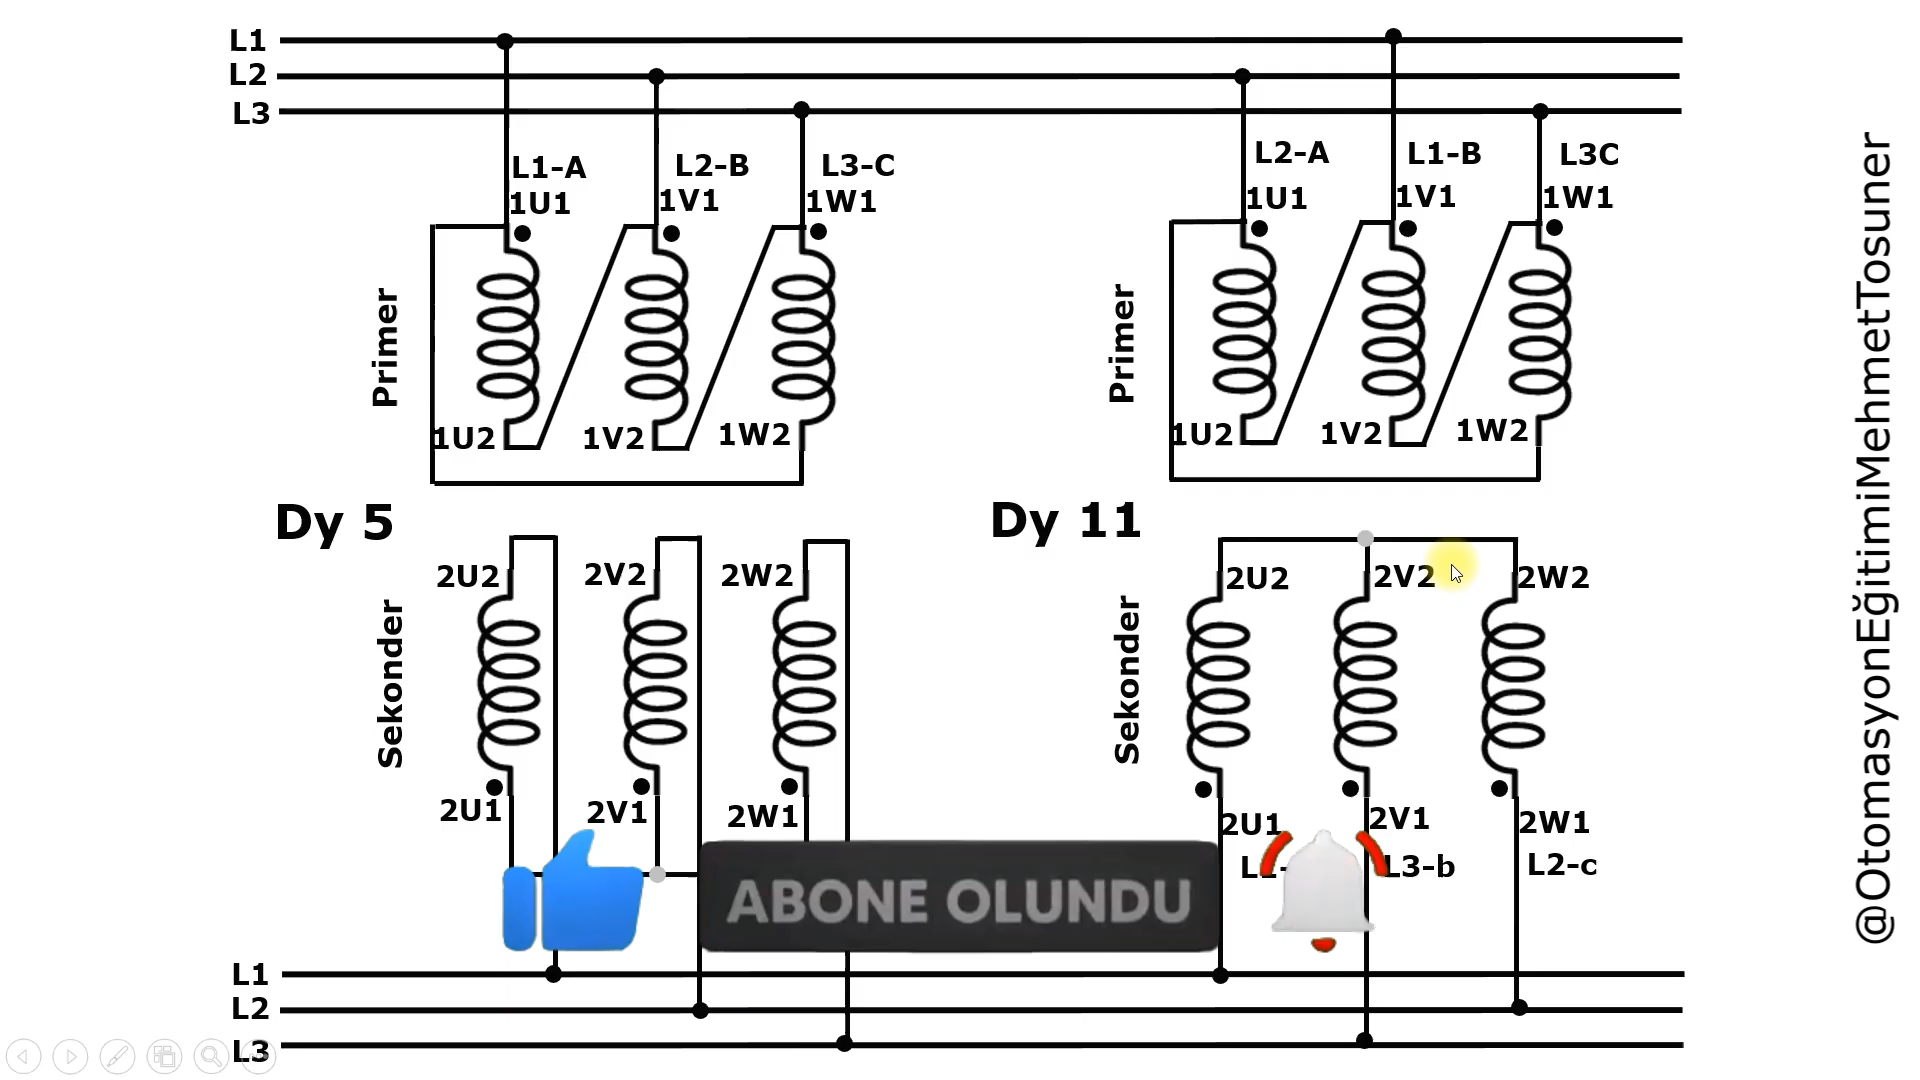 L1
L2
L3
L1-A
1U1
L2-B
1V1
L3-C
1W1
L2-A
1U1
L1-B
1V1
L3C
1W1
Primer
1U2
1V2
1W2
Primer
1U2
1V2
1W2
Dy 5
Dy 11
2U2
2V2
2W2
2U2
2V2
2W2
Sekonder
Sekonder
2U1
2V1
2W1
2U1
2V1
L3-b
2W1
L2-c
ABONE OLUNDU
L1
L2
L3
@OtomasyonEğitimiMehmetTosuner